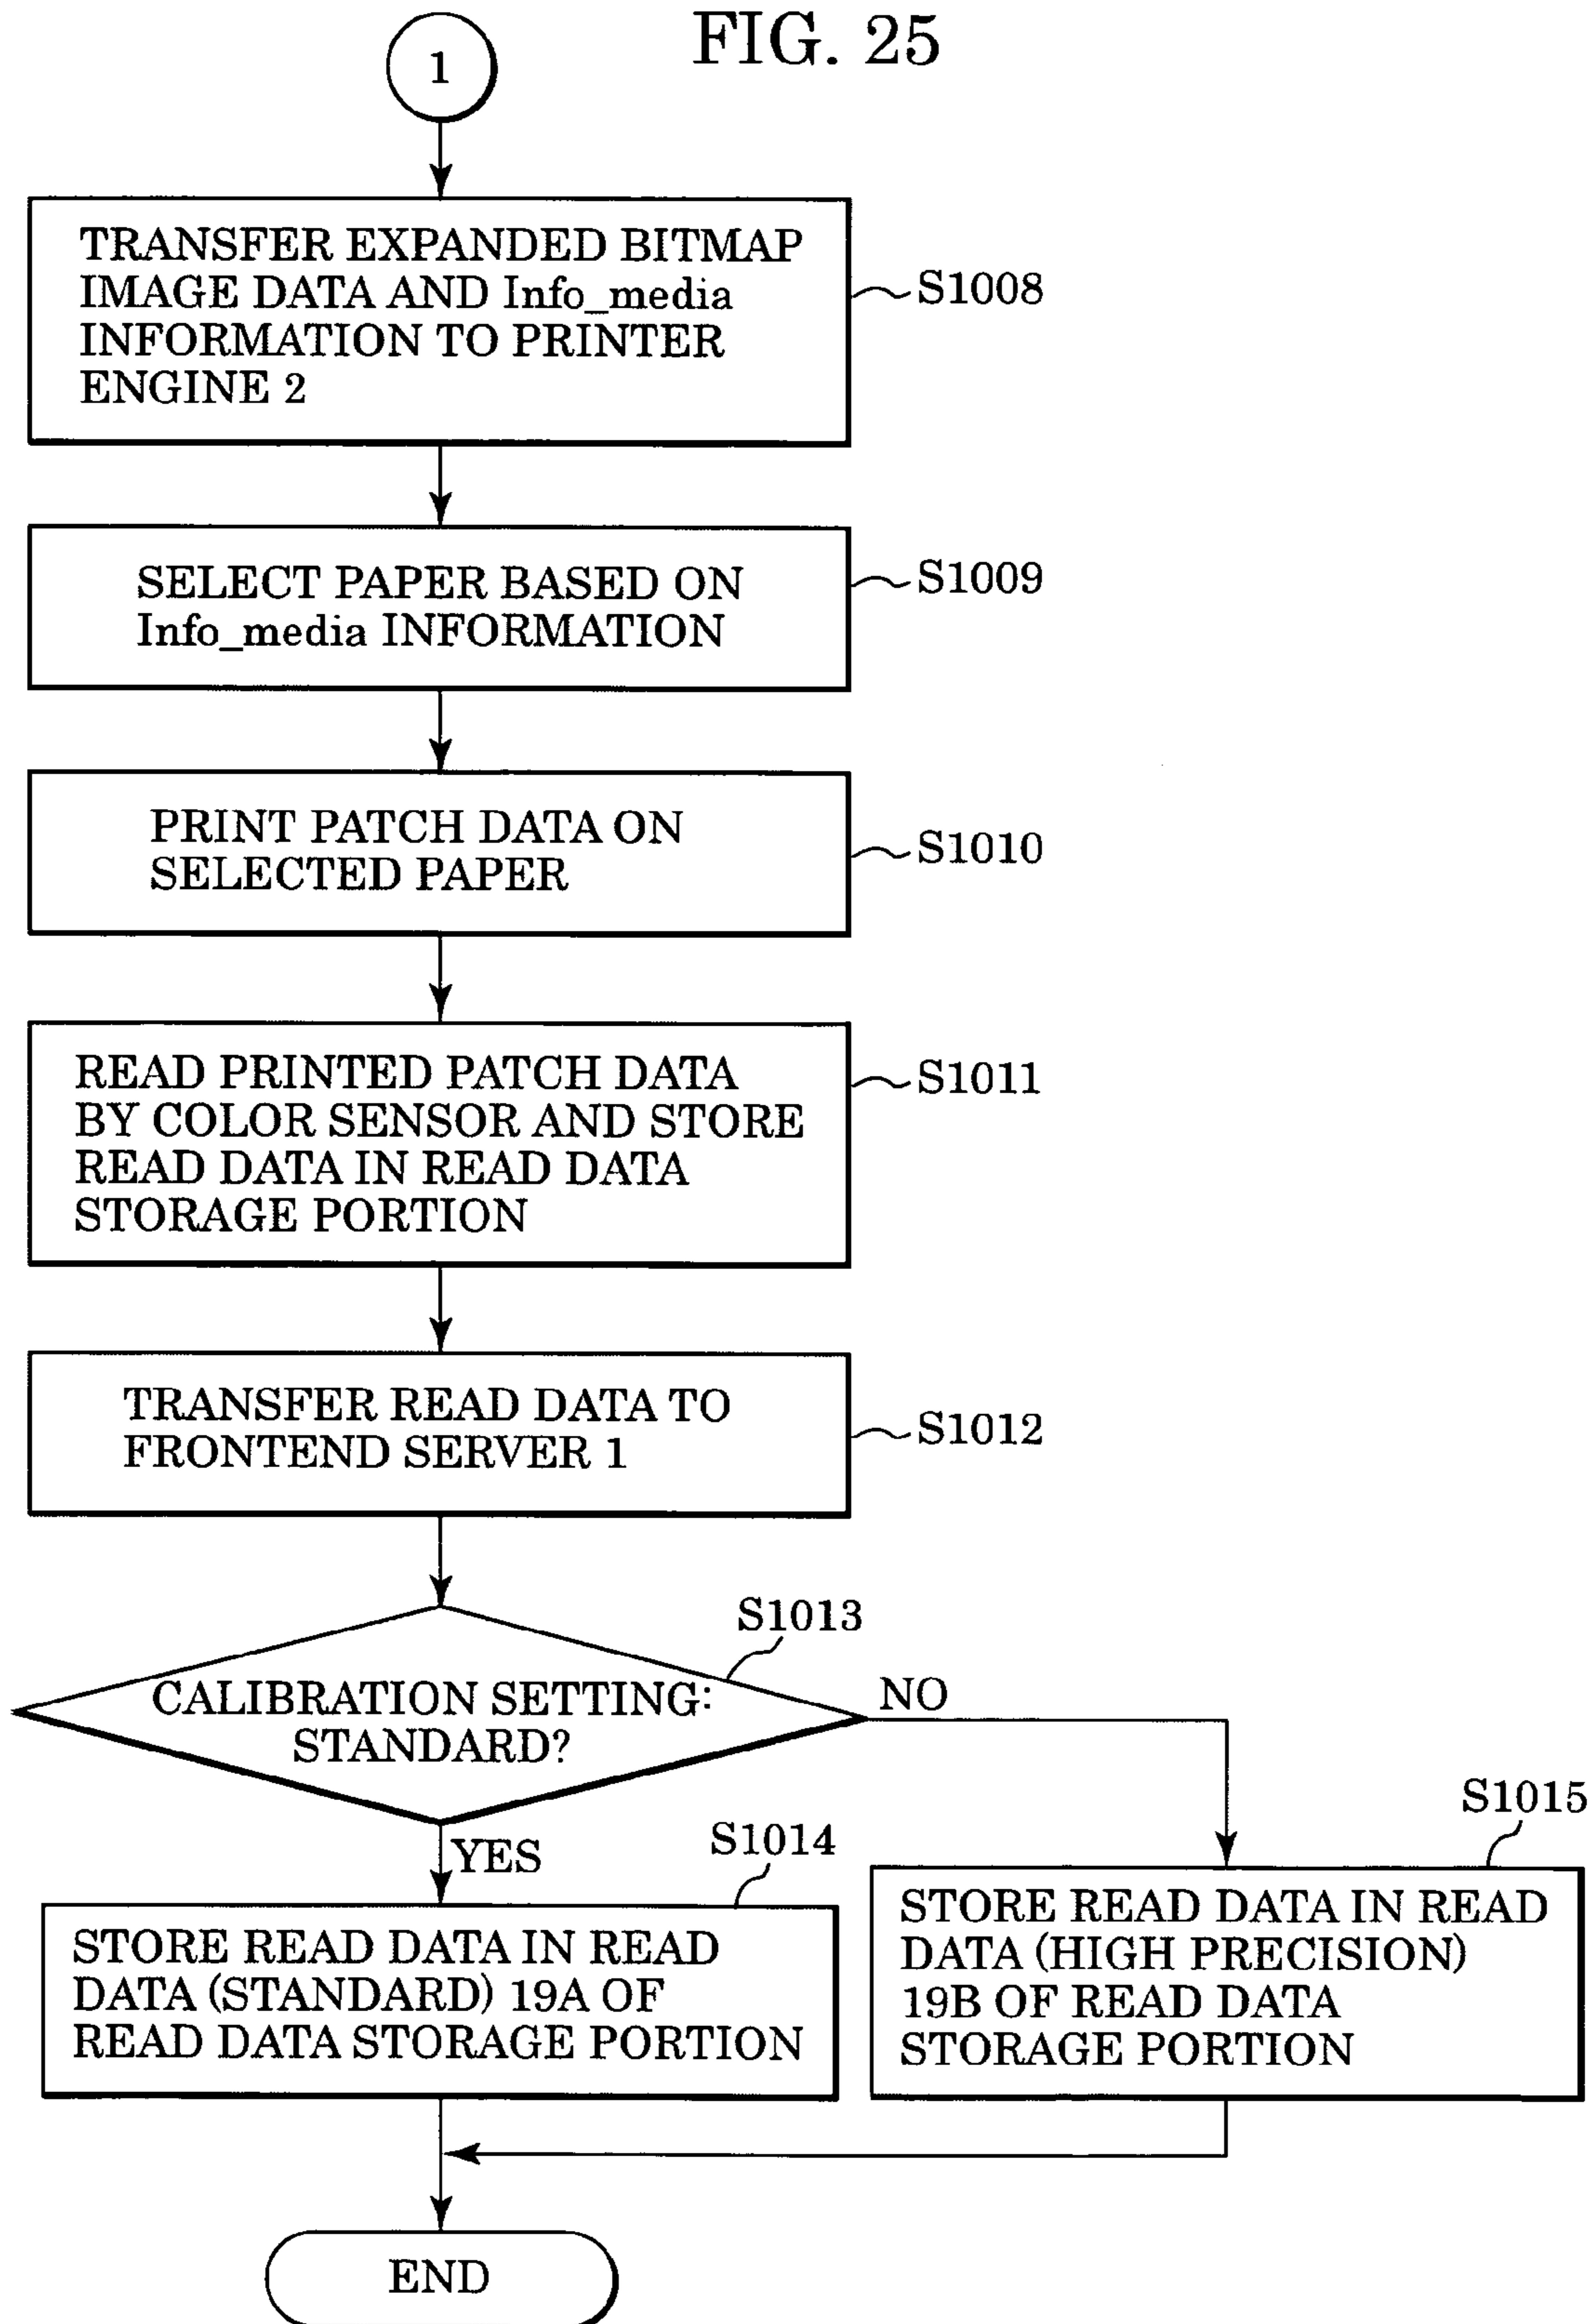 FIG. 25
1
TRANSFER EXPANDED BITMAP
IMAGE DATA AND Info_media
INFORMATION TO PRINTER
ENGINE 2
S1008
SELECT PAPER BASED ON
Info_media INFORMATION
S1009
PRINT PATCH DATA ON
SELECTED PAPER
S1010
READ PRINTED PATCH DATA
BY COLOR SENSOR AND STORE
READ DATA IN READ DATA
STORAGE PORTION
S1011
TRANSFER READ DATA TO
FRONTEND SERVER 1
S1012
S1013
CALIBRATION SETTING:
STANDARD?
NO
YES
S1014
STORE READ DATA IN READ
DATA (STANDARD) 19A OF
READ DATA STORAGE PORTION
S1015
STORE READ DATA IN READ
DATA (HIGH PRECISION)
19B OF READ DATA
STORAGE PORTION
END